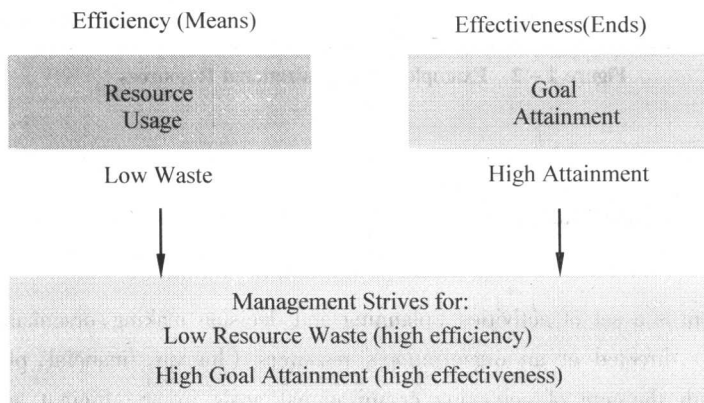 Efficiency (Means)
Effectiveness(Ends)
Resource
Usage
Goal
Attainment
Low Waste
High Attainment
Management Strives for:
Low Resource Waste (high efficiency)
High Goal Attainment (high effectiveness)